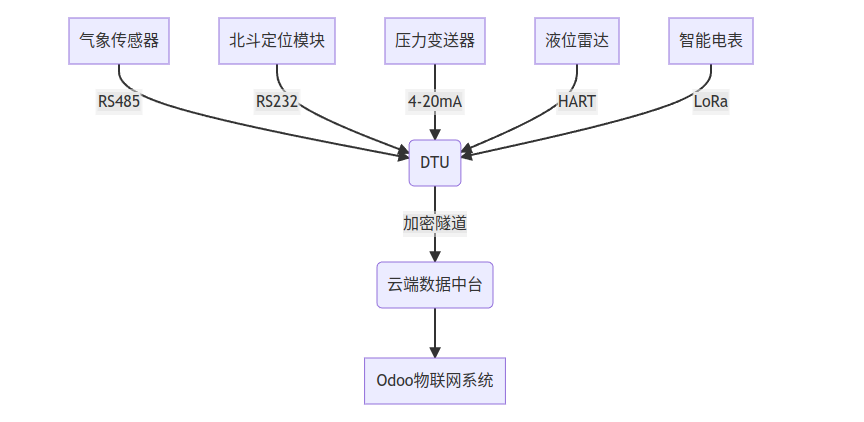 气象传感器
北斗定位模块
压力变送器
液位雷达
智能电表
RS485
RS232
4-20mA
HART
LoRa
DTU
加密隧道
云端数据中台
Odoo物联网系统